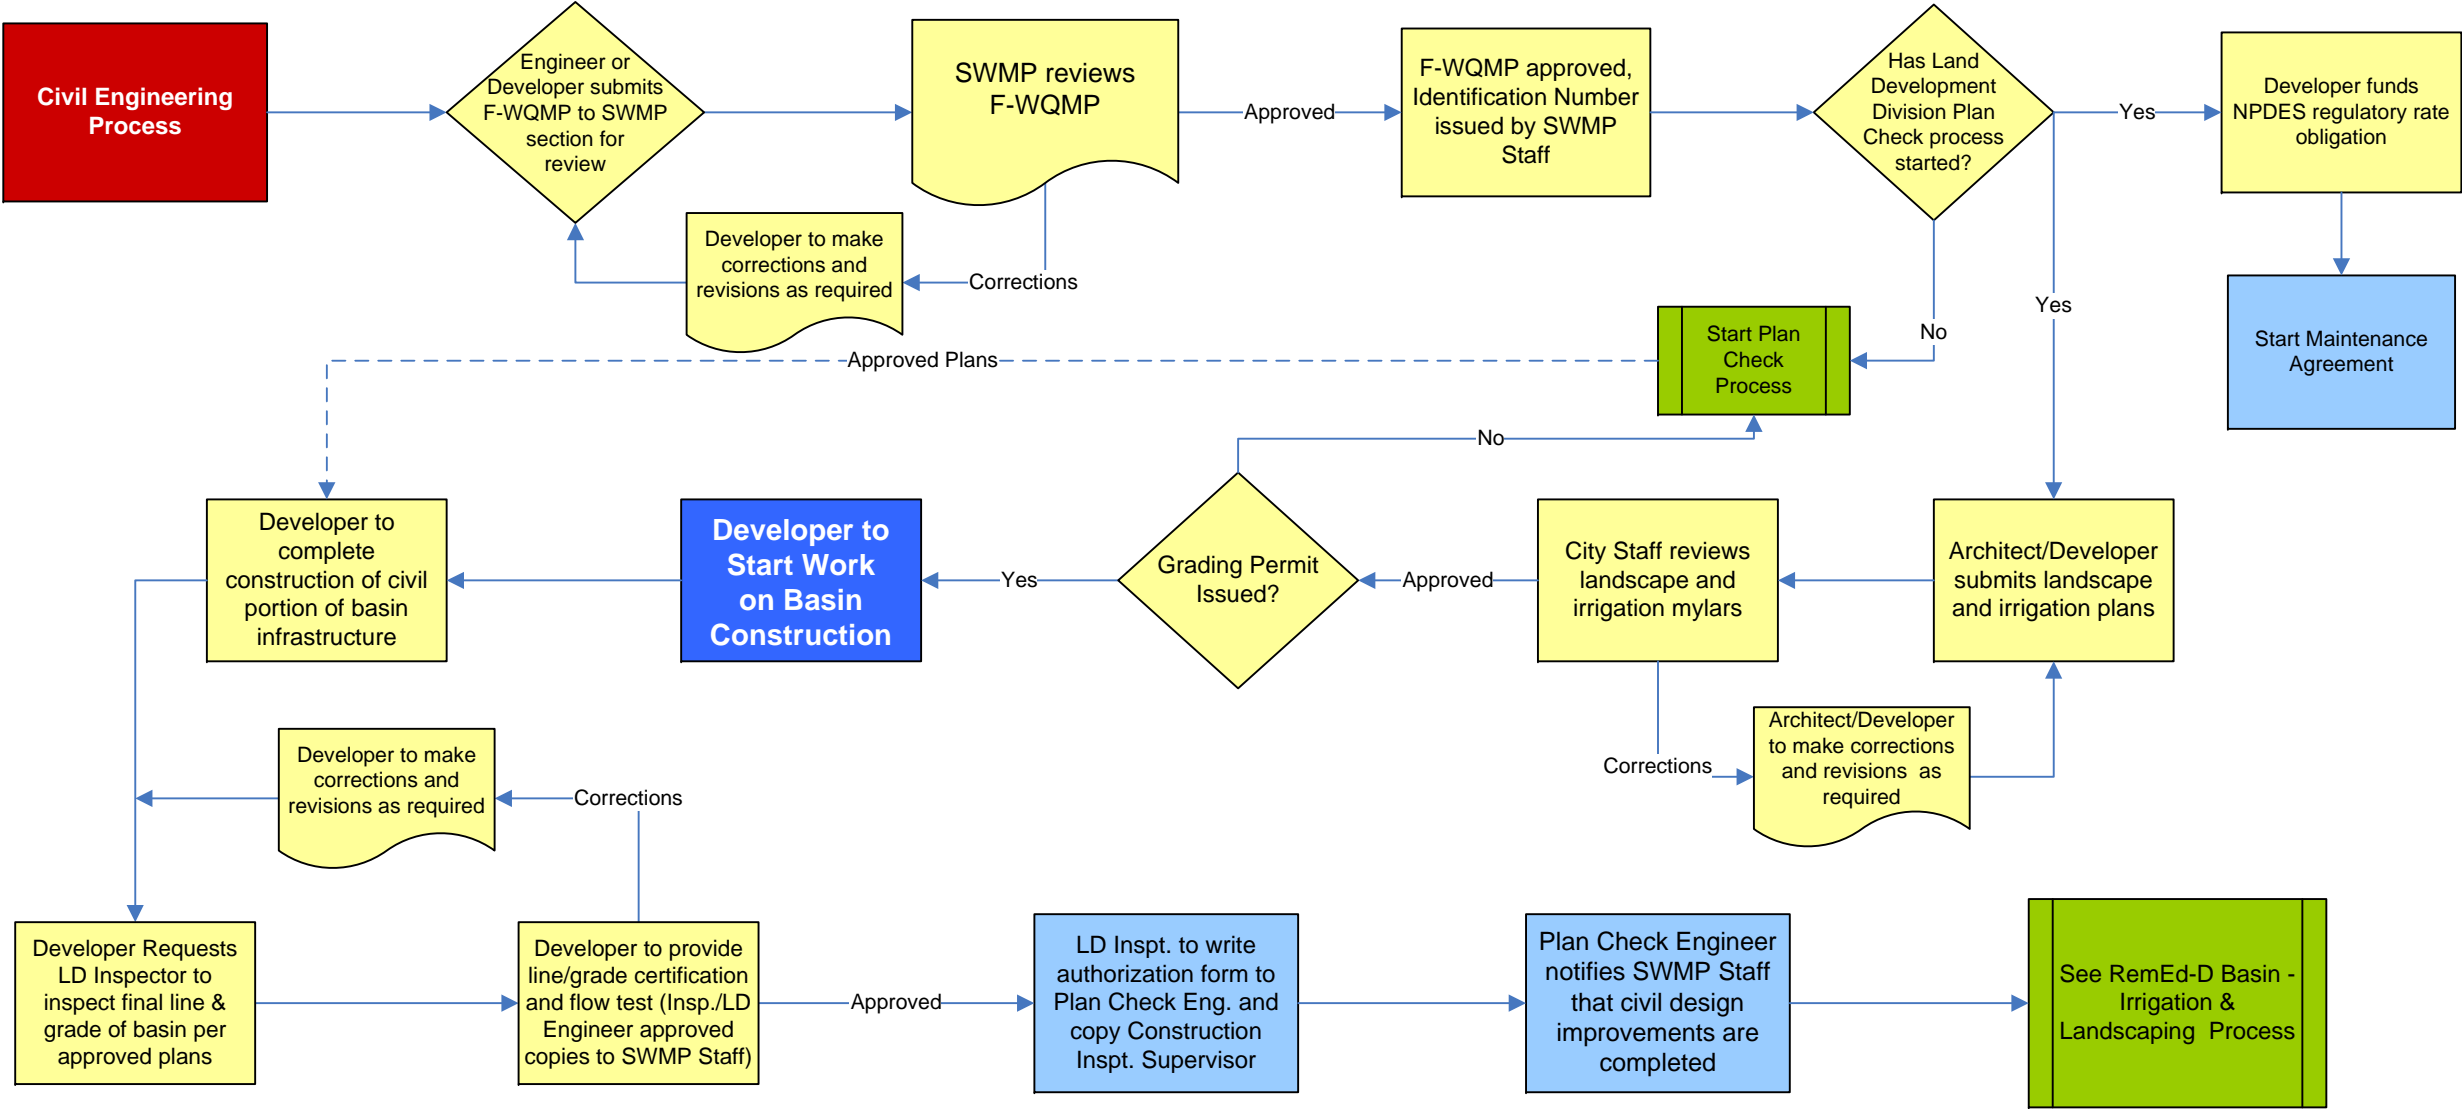 Civil Engineering
Process
Engineer or
Developer submits
F-WQMP to SWMP
section for
review
SWMP reviews
F-WQMP
Approved
F-WQMP approved,
Identification Number
issued by SWMP
Staff
Has Land
Development
Division Plan
Check process
started?
Yes
Developer funds
NPDES regulatory rate
obligation
Developer to make
corrections and
revisions as required
Corrections
Yes
No
Start Maintenance
Agreement
Start Plan
Check
Process
Approved Plans
No
Developer to
complete
construction of civil
portion of basin
infrastructure
Developer to
Start Work
on Basin
Construction
Yes
Grading Permit
Issued?
Approved
City Staff reviews
landscape and
irrigation mylars
Architect/Developer
submits landscape
and irrigation plans
Corrections
Architect/Developer
to make corrections
and revisions as
required
Developer to make
corrections and
revisions as required
Corrections
Developer Requests
LD Inspector to
inspect final line &
grade of basin per
approved plans
Developer to provide
line/grade certification
and flow test (Insp./LD
Engineer approved
copies to SWMP Staff)
Approved
LD Inspt. to write
authorization form to
Plan Check Eng. and
copy Construction
Inspt. Supervisor
Plan Check Engineer
notifies SWMP Staff
that civil design
improvements are
completed
See RemEd-D Basin -
Irrigation &
Landscaping Process